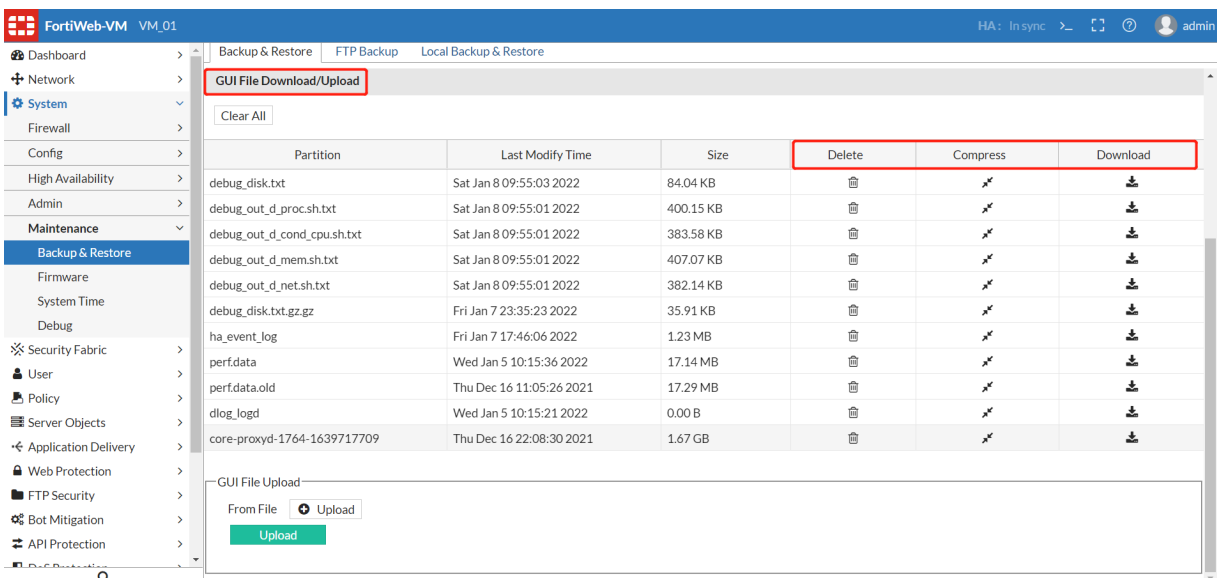 FortiWeb-VM VM_01 HA: In sync >_ admin
Dashboard
Network
System
Firewall
Config
High Availability
Admin
Maintenance
Backup & Restore
Firmware
System Time
Debug
Security Fabric
User
Policy
Server Objects
Application Delivery
Web Protection
FTP Security
Bot Mitigation
API Protection
Backup & Restore FTP Backup Local Backup & Restore
GUI File Download/Upload
Clear All
Partition Last Modify Time Size Delete Compress Download
debug_disk.txt Sat Jan 8 09:55:03 2022 84.04 KB
debug_out_d_proc.sh.txt Sat Jan 8 09:55:01 2022 400.15 KB
debug_out_d_cond_cpu.sh.txt Sat Jan 8 09:55:01 2022 383.58 KB
debug_out_d_mem.sh.txt Sat Jan 8 09:55:01 2022 407.07 KB
debug_out_d_net.sh.txt Sat Jan 8 09:55:01 2022 382.14 KB
debug_disk.txt.gz.gz Fri Jan 7 23:35:23 2022 35.91 KB
ha_event_log Fri Jan 7 17:46:06 2022 1.23 MB
perf.data Wed Jan 5 10:15:36 2022 17.14 MB
perf.data.old Thu Dec 16 11:05:26 2021 17.29 MB
dlog_logd Wed Jan 5 10:15:21 2022 0.00 B
core-proxyd-1764-1639717709 Thu Dec 16 22:08:30 2021 1.67 GB
GUI File Upload
From File Upload
Upload